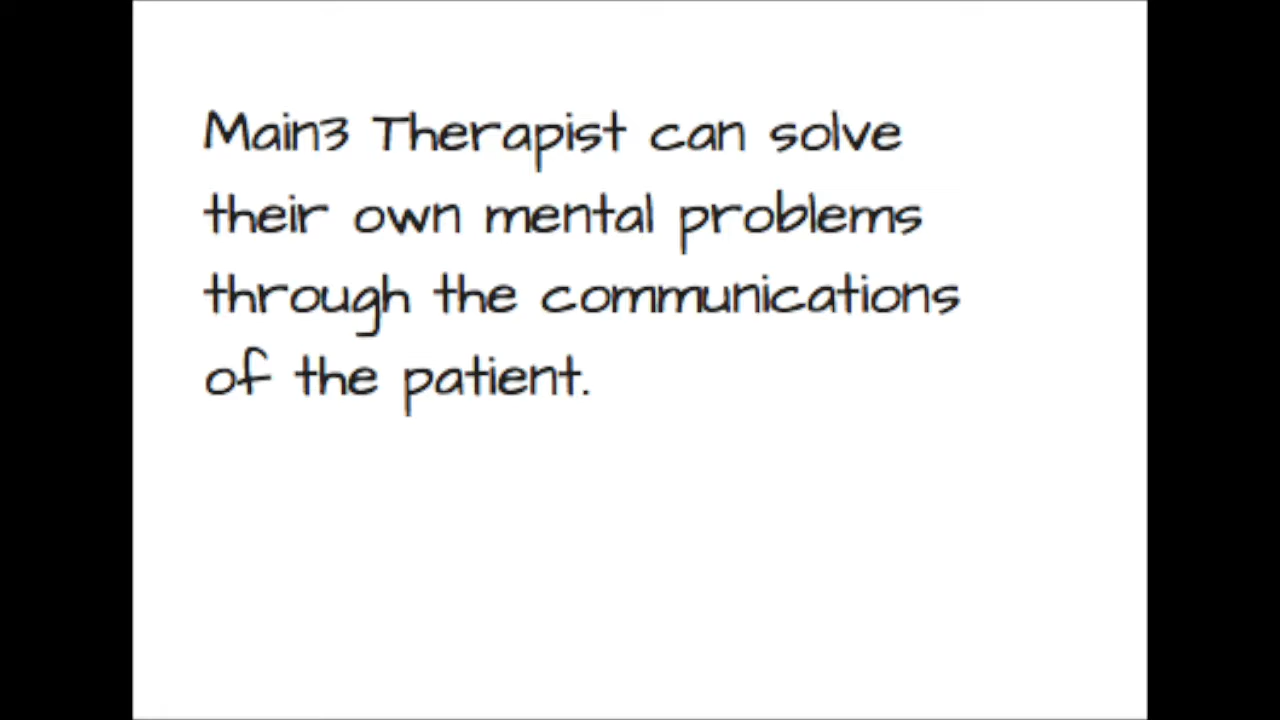 Main3 Therapist can solve
their own mental problems
through the communications
of the patient.